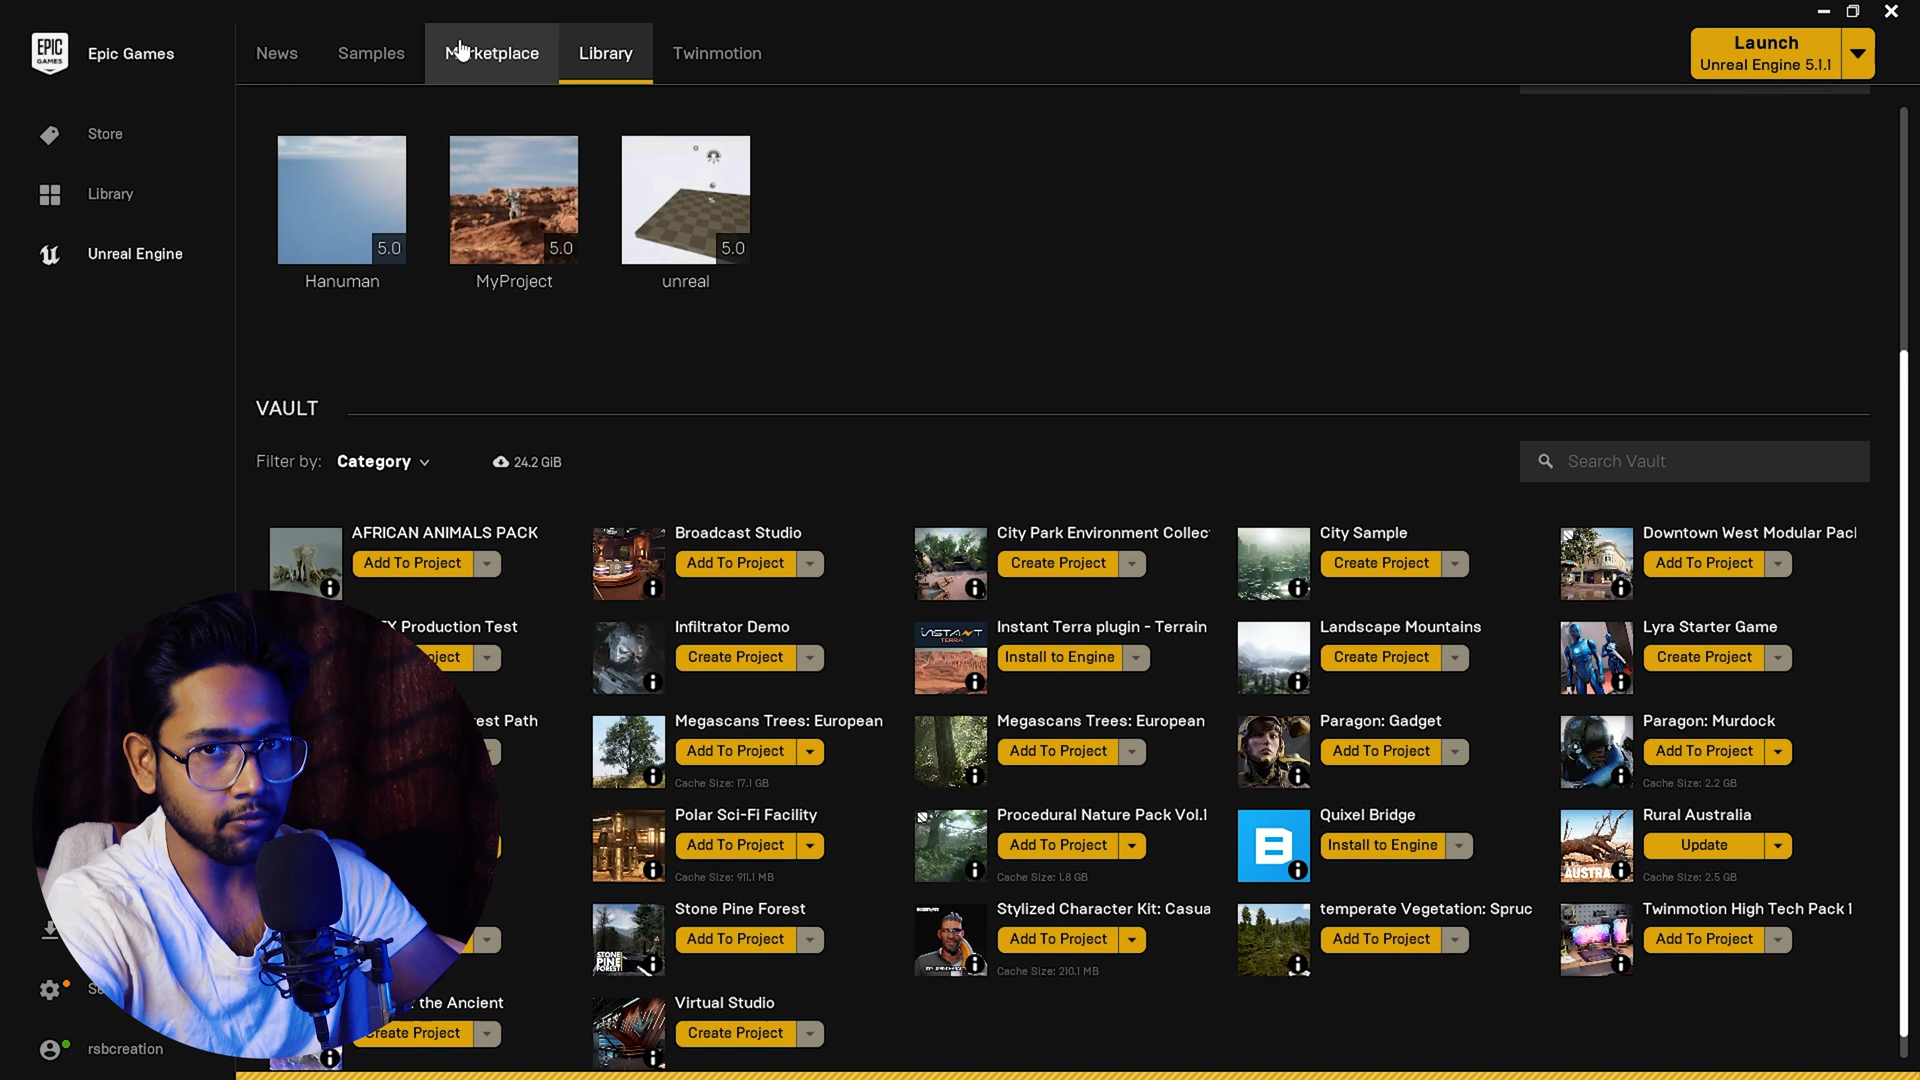 EPIC GAMES
Epic Games
News
Samples
Marketplace
Library
Twinmotion
Launch
Unreal Engine 5.1.1
Store
Library
Unreal Engine
5.0
5.0
5.0
Hanuman
MyProject
unreal
VAULT
Filter by:
Category
24.2 GiB
Search Vault
AFRICAN ANIMALS PACK
Add To Project
Broadcast Studio
Add To Project
City Park Environment Collec
Create Project
City Sample
Create Project
Downtown West Modular Pacl
Add To Project
X Production Test
oject
Infiltrator Demo
Create Project
INSTANT TERRA
Instant Terra plugin - Terrain
Install to Engine
Landscape Mountains
Create Project
Lyra Starter Game
Create Project
est Path
Megascans Trees: European
Add To Project
Cache Size: 17.1 GB
Megascans Trees: European
Add To Project
Paragon: Gadget
Add To Project
Paragon: Murdock
Add To Project
Cache Size: 2.2 GB
Polar Sci-Fi Facility
Add To Project
Cache Size: 911.1 MB
Procedural Nature Pack Vol.1
Add To Project
Cache Size: 1.8 GB
B
Quixel Bridge
Install to Engine
Rural Australia
Update
Cache Size: 2.5 GB
STONE PINE FOREST
Stone Pine Forest
Add To Project
Stylized Character Kit: Casua
Add To Project
Cache Size: 210.1 MB
temperate Vegetation: Spruc
Add To Project
Twinmotion High Tech Pack 1
Add To Project
the Ancient
Create Project
Virtual Studio
Create Project
rsbcreation